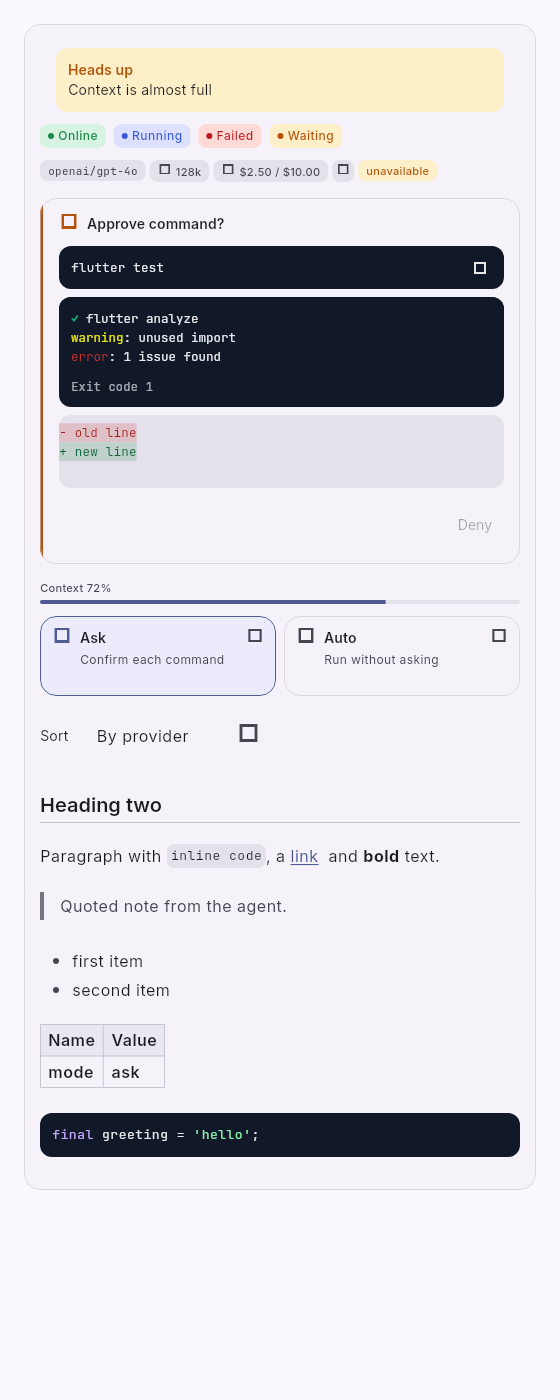 Heads up
Context is almost full
Online Running Failed Waiting
openai/gpt-4o 128k $2.50 / $10.00 unavailable
Approve command?
flutter test
✓ flutter analyze
warning: unused import
error: 1 issue found
Exit code 1
- old line
+ new line
Deny
Context 72%
Ask
Confirm each command
Auto
Run without asking
Sort By provider
Heading two
Paragraph with inline code, a link and bold text.
Quoted note from the agent.
• first item
• second item
Name Value
mode ask
final greeting = 'hello';